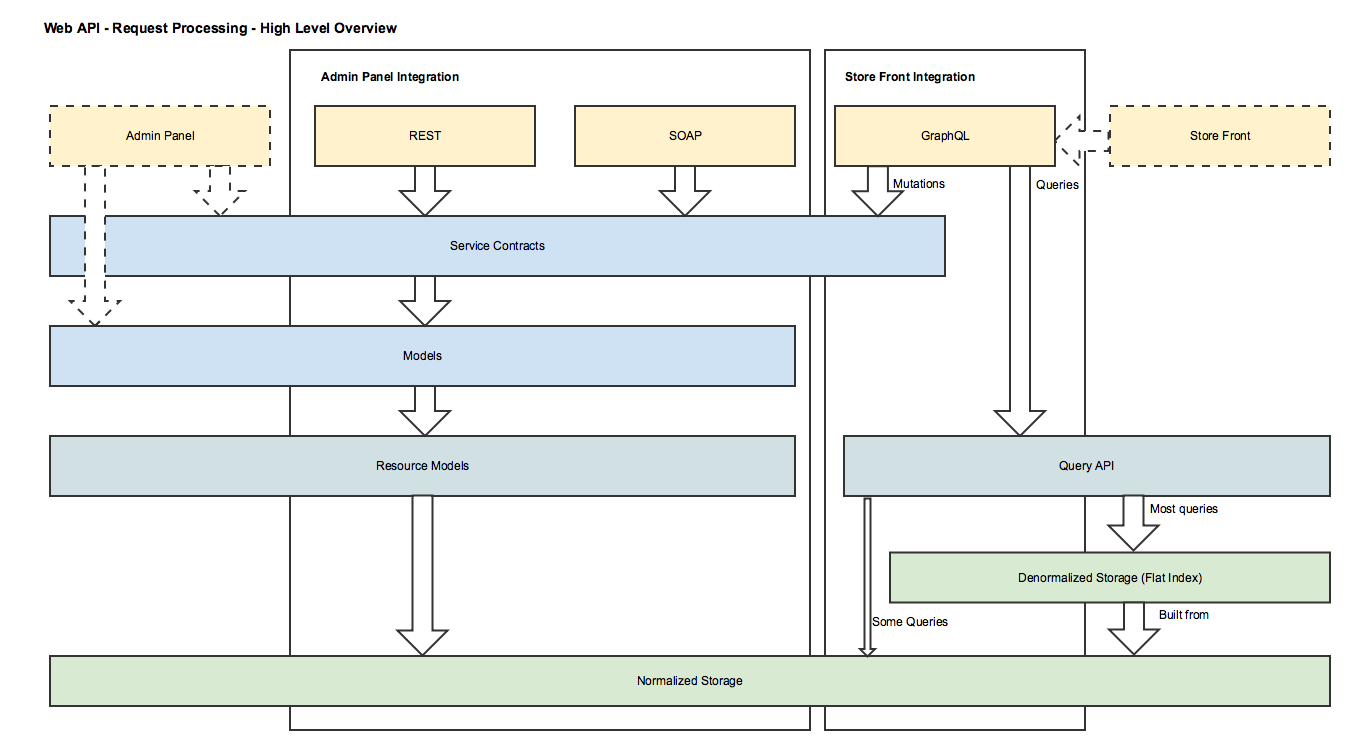 Web API - Request Processing - High Level Overview
Admin Panel Integration
Store Front Integration
Admin Panel
REST
SOAP
GraphQL
Store Front
Mutations
Queries
Service Contracts
Models
Resource Models
Query API
Most queries
Denormalized Storage (Flat Index)
Built from
Some Queries
Normalized Storage